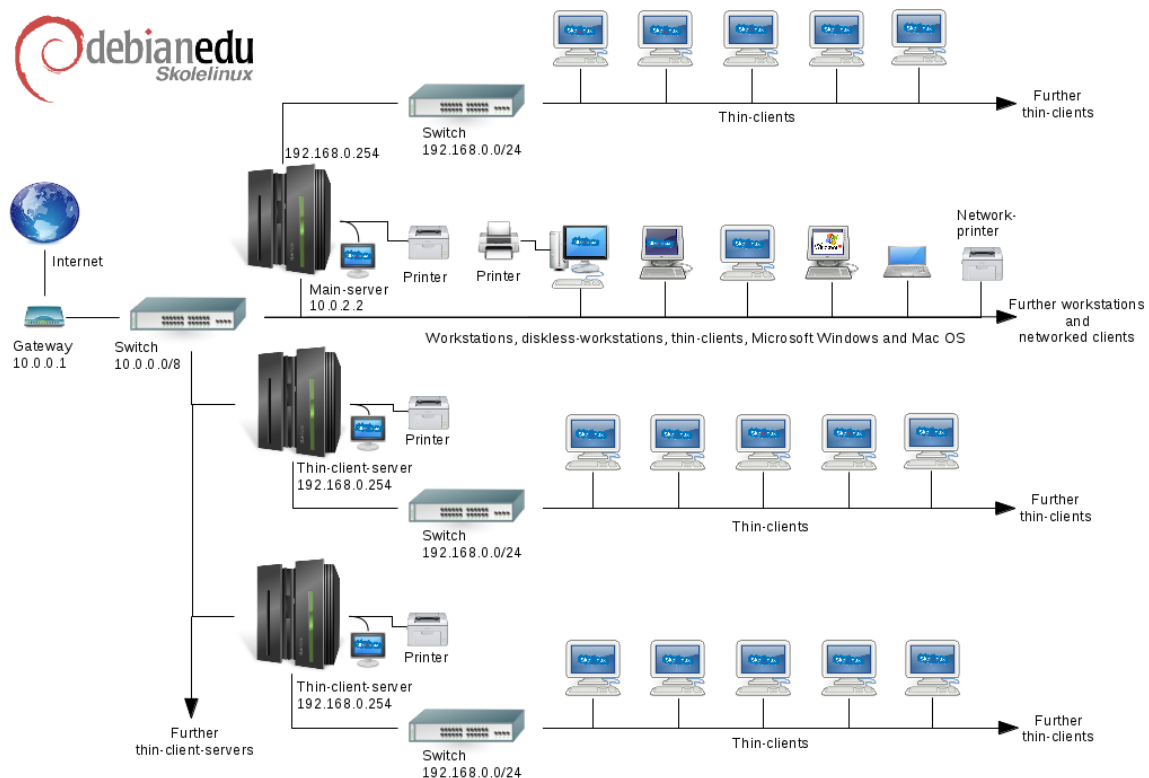 debianedu
Skolelinux
Further
thin-clients
Thin-clients
Switch
192.168.0.0/24
192.168.0.254
Network-
printer
Internet
Printer
Printer
Main-server
10.0.2.2
Further workstations
and
networked clients
Gateway
10.0.0.1
Switch
10.0.0.0/8
Workstations, diskless-workstations, thin-clients, Microsoft Windows and Mac OS
Printer
Thin-client-server
192.168.0.254
Further
thin-clients
Thin-clients
Switch
192.168.0.0/24
Printer
Thin-client-server
192.168.0.254
Further
thin-clients
Thin-clients
Further
thin-client-servers
Switch
192.168.0.0/24